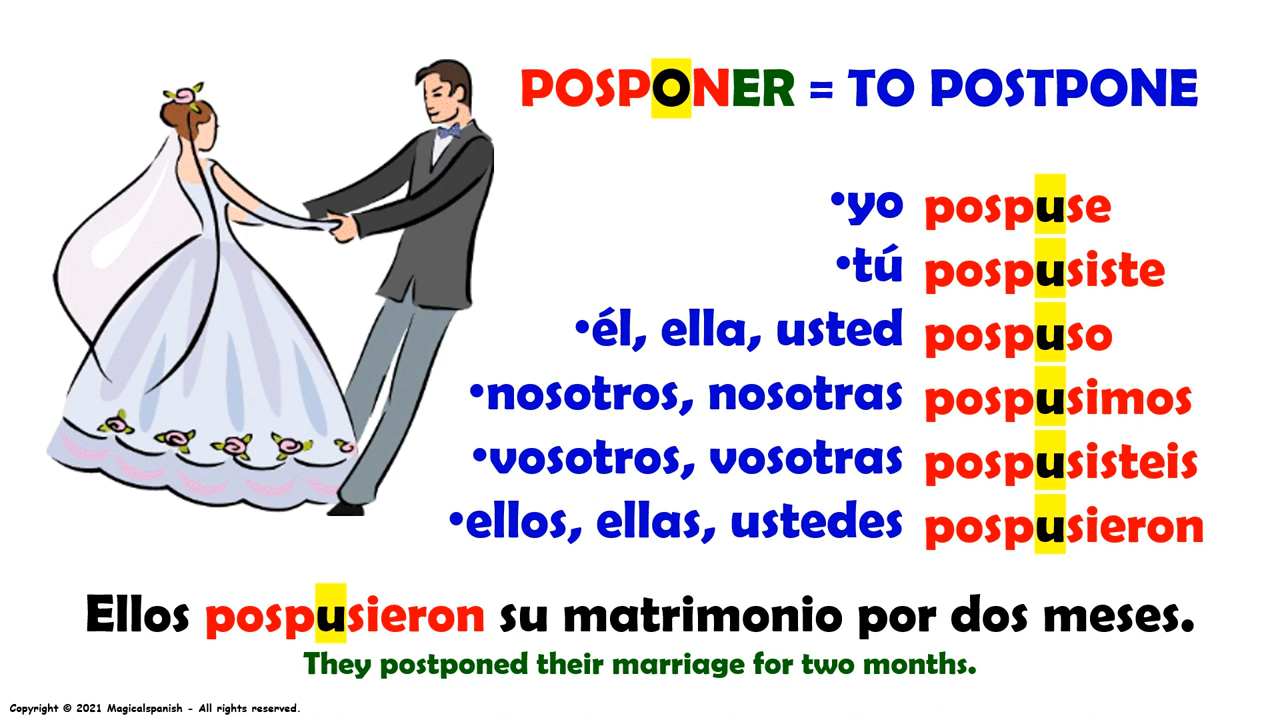 POSPONER = TO POSTPONE
•yo pospuse
•tú pospusiste
•él, ella, usted pospuso
•nosotros, nosotras pospusimos
•vosotros, vosotras pospusisteis
•ellos, ellas, ustedes pospusieron
Ellos pospusieron su matrimonio por dos meses.
They postponed their marriage for two months.
Copyright © 2021 Magicalspanish - All rights reserved.